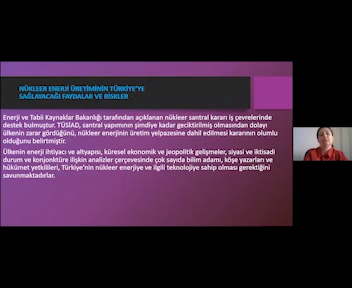 NÜKLEER ENERJİ ÜRETİMİNİN TÜRKİYE'YE
SAĞLAYACAĞI FAYDALAR VE RİSKLER
Enerji ve Tabii Kaynaklar Bakanlığı tarafından açıklanan nükleer santral kararı iş çevrelerinde
destek bulmuştur. TÜSİAD, santral yapımının şimdiye kadar geciktirilmiş olmasından dolayı
ülkenin zarar gördüğünü, nükleer enerjinin üretim yelpazesine dahil edilmesi kararının olumlu
olduğunu belirtmiştir.
Ülkenin enerji ihtiyacı ve altyapısı, küresel ekonomik ve jeopolitik gelişmeler, siyasi ve iktisadi
durum ve konjonktüre ilişkin analizler çerçevesinde çok sayıda bilim adamı, köşe yazarları ve
hükümet yetkilileri, Türkiye'nin nükleer enerjiye ve ilgili teknolojiye sahip olması gerektiğini
savunmaktadırlar.